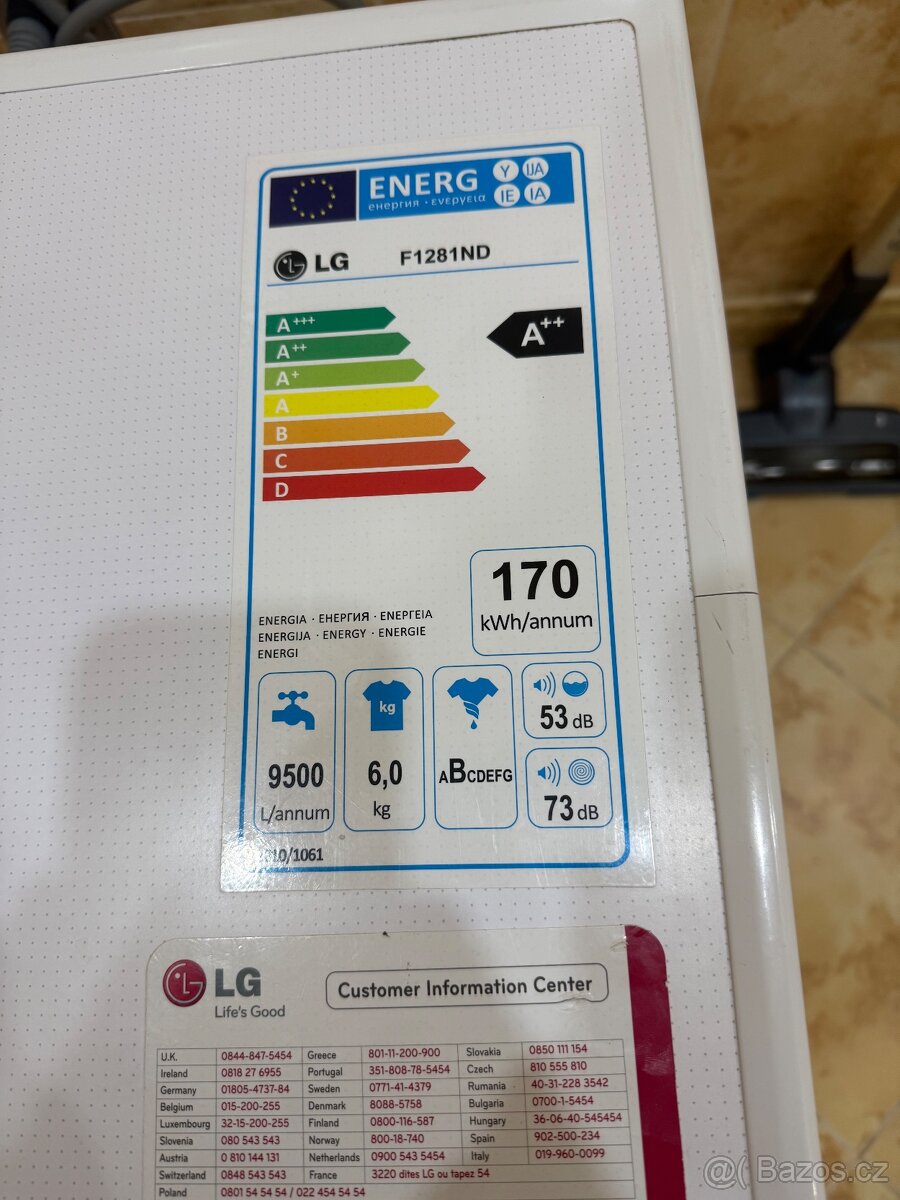 ENERG Y IJA
енергия · ενεργεια IE IA
LG F1281ND
A+++
A++ A++
A+
A
B
C
D
170
kWh/annum
ENERGIA · ЕНЕРГИЯ · ΕΝΕΡΓΕΙΑ
ENERGIJA · ENERGY · ENERGIE
ENERGI
kg
53 dB
9500
L/annum
6,0
kg
ABCDEFG
73 dB
10/1061
LG
Life's Good
Customer Information Center
U.K. 0844-847-5454 Greece 801-11-200-900 Slovakia 0850 111 154
Ireland 0818 27 6955 Portugal 351-808-78-5454 Czech 810 555 810
Germany 01805-4737-84 Sweden 0771-41-4379 Rumania 40-31-228 3542
Belgium 015-200-255 Denmark 8088-5758 Bulgaria 0700-1-5454
Luxembourg 32-15-200-255 Finland 0800-116-587 Hungary 36-06-40-545454
Slovenia 080 543 543 Norway 800-18-740 Spain 902-500-234
Austria 0 810 144 131 Netherlands 0900 543 5454 Italy 019-960-0099
Switzerland 0848 543 543 France 3220 dites LG ou tapez 54
Poland 0801 54 54 54 / 022 454 54 54
@( Bazos.cz